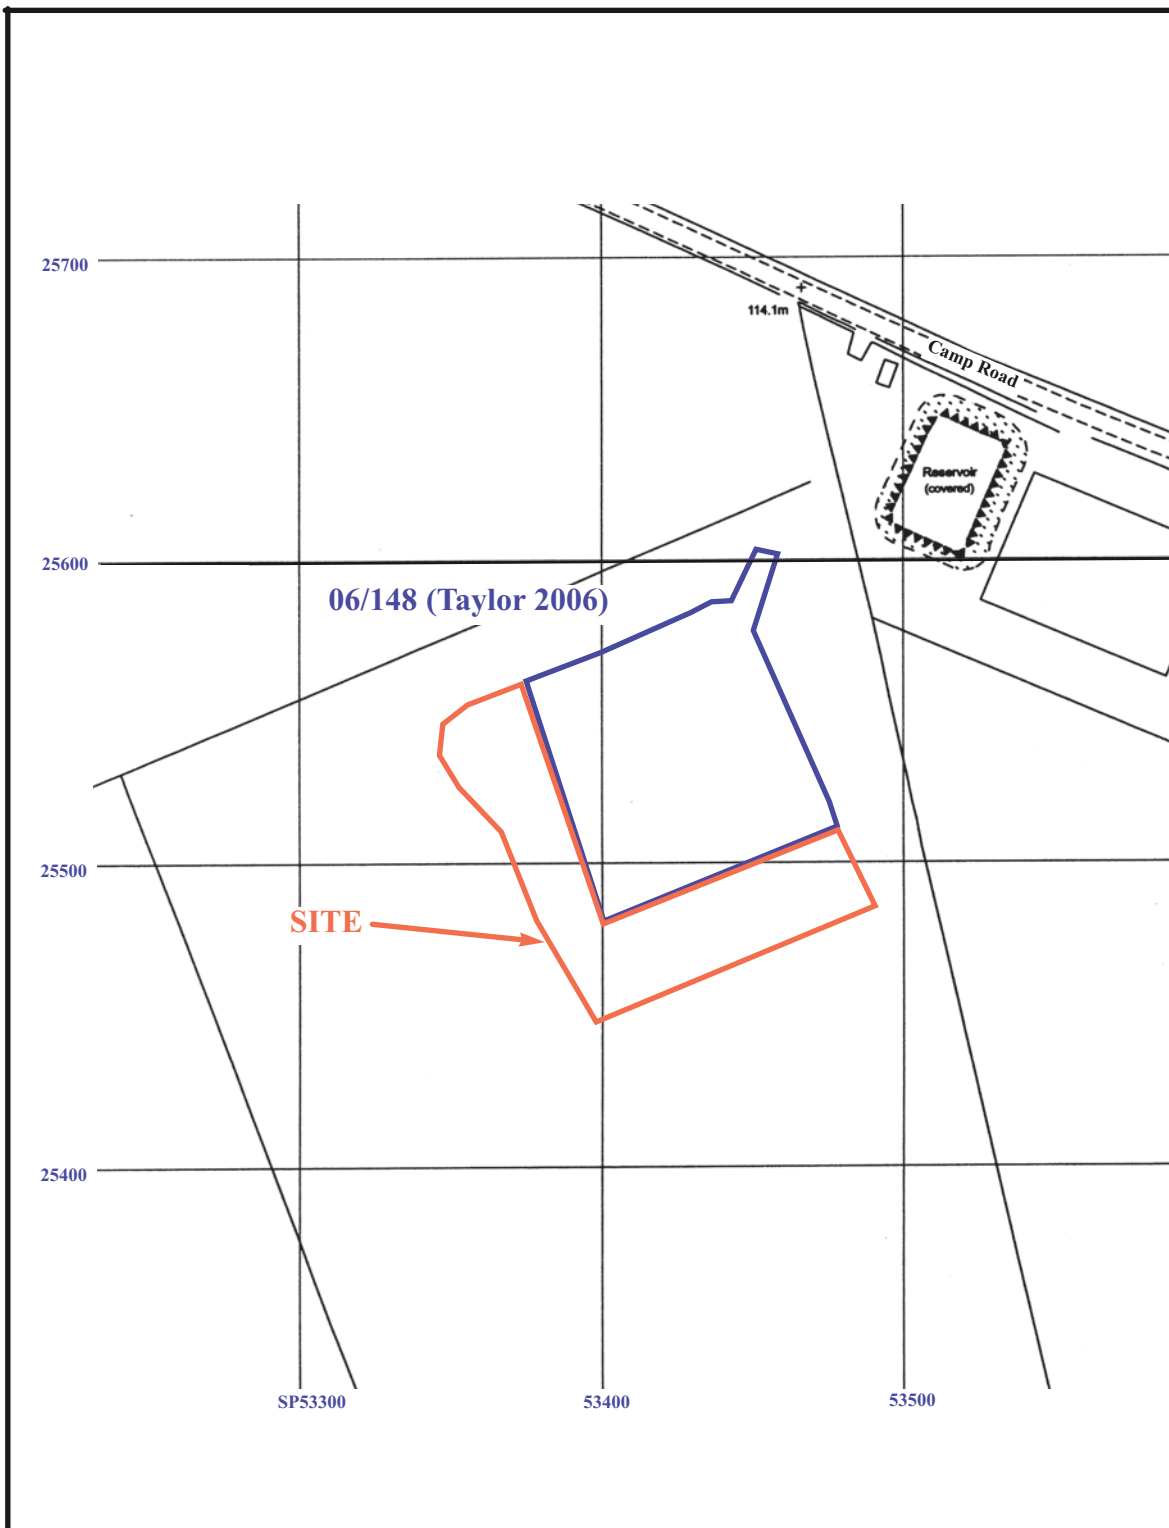 25700
114.1m
Camp Road
Reservoir
(covered)
25600
06/148 (Taylor 2006)
25500
SITE
25400
SP53300
53400
53500